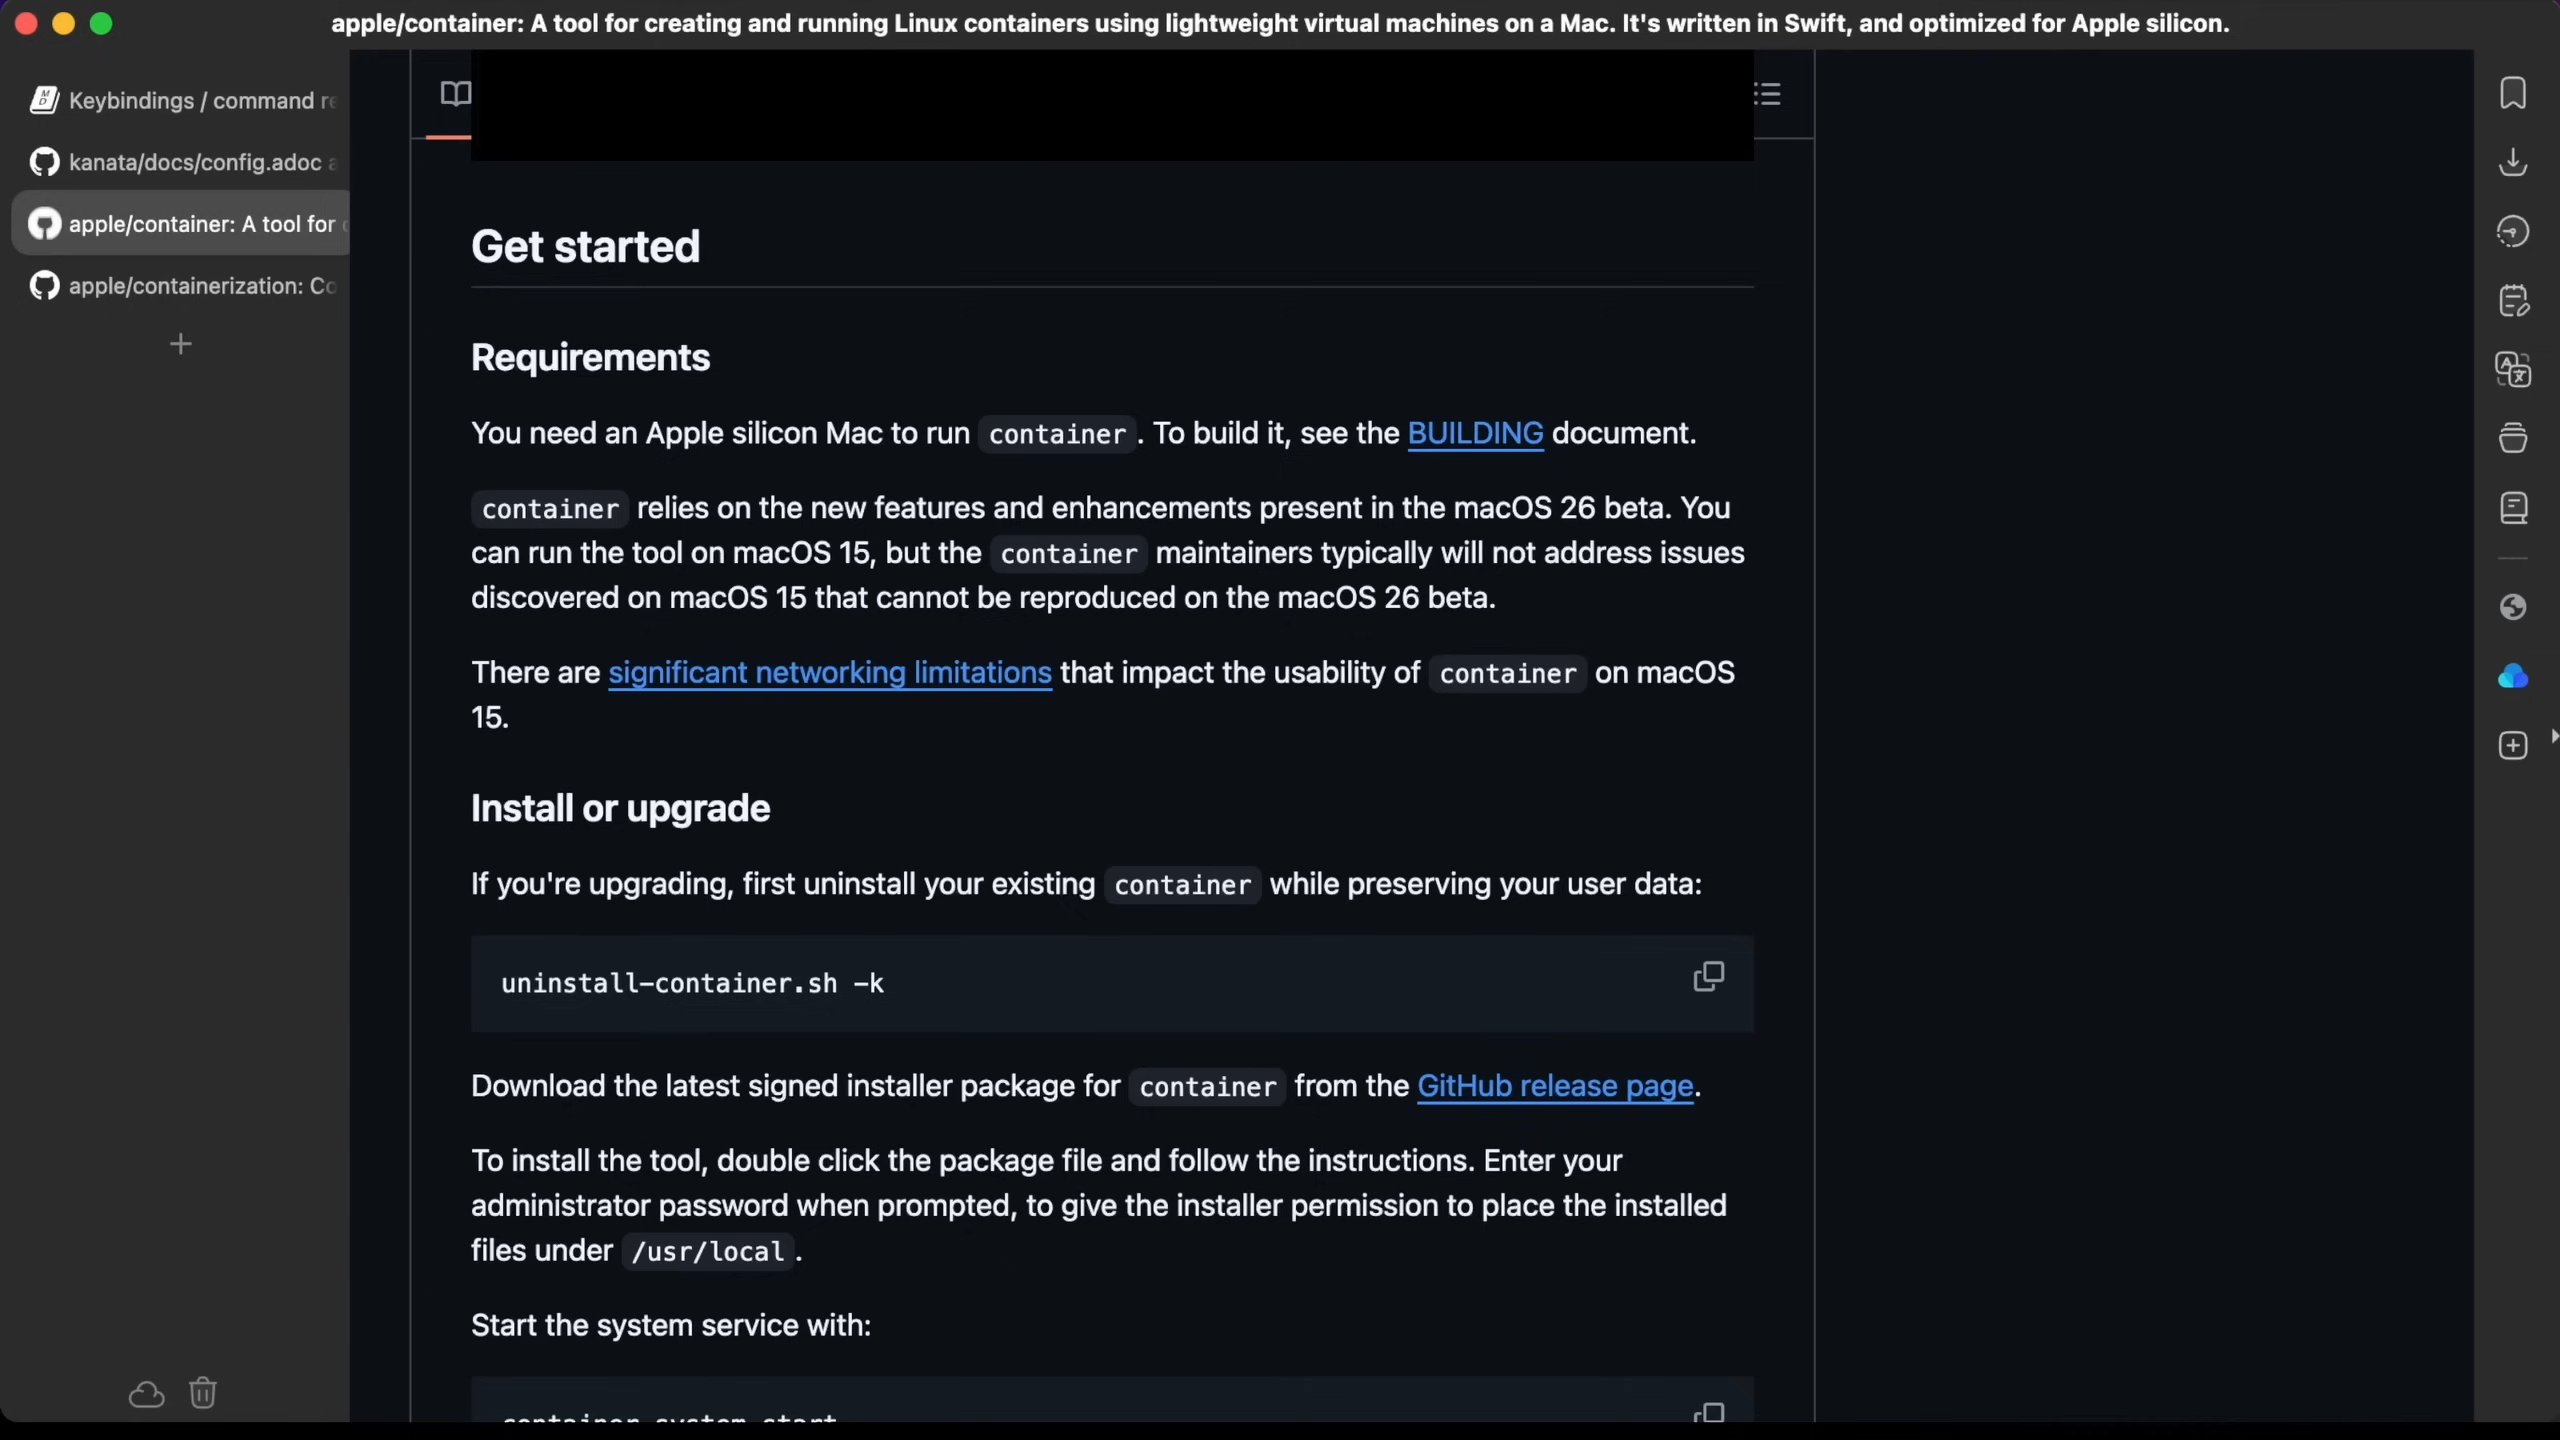 apple/container: A tool for creating and running Linux containers using lightweight virtual machines on a Mac. It's written in Swift, and optimized for Apple silicon.
Keybindings / command re
kanata/docs/config.adoc a
apple/container: A tool for
apple/containerization: Co
Get started
Requirements
You need an Apple silicon Mac to run container. To build it, see the BUILDING document.
container relies on the new features and enhancements present in the macOS 26 beta. You
can run the tool on macOS 15, but the container maintainers typically will not address issues
discovered on macOS 15 that cannot be reproduced on the macOS 26 beta.
There are significant networking limitations that impact the usability of container on macOS
15.
Install or upgrade
If you're upgrading, first uninstall your existing container while preserving your user data:
uninstall-container.sh -k
Download the latest signed installer package for container from the GitHub release page.
To install the tool, double click the package file and follow the instructions. Enter your
administrator password when prompted, to give the installer permission to place the installed
files under /usr/local.
Start the system service with:
container system start